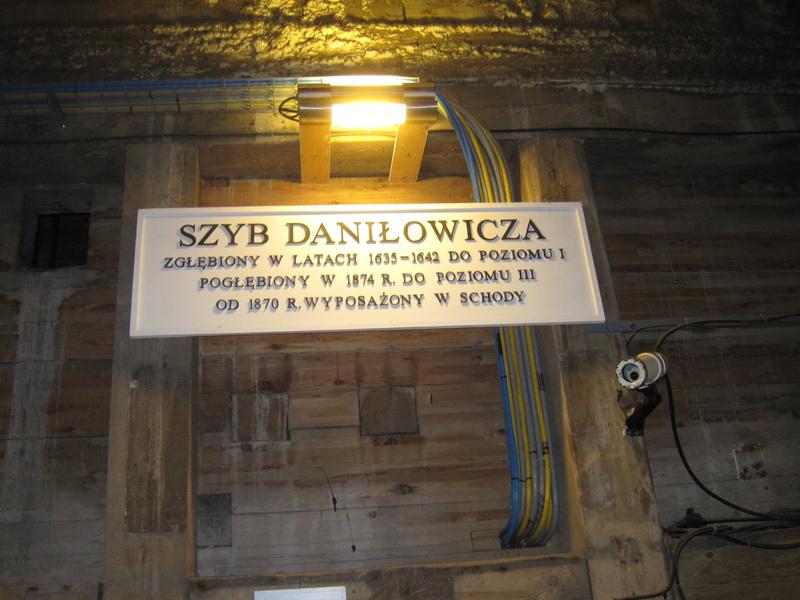 SZYB DANIŁOWICZA
ZGŁĘBIONY W LATACH 1635–1642 DO POZIOMU I
POGŁĘBIONY W 1874 R. DO POZIOMU III
OD 1870 R. WYPOSAŻONY W SCHODY